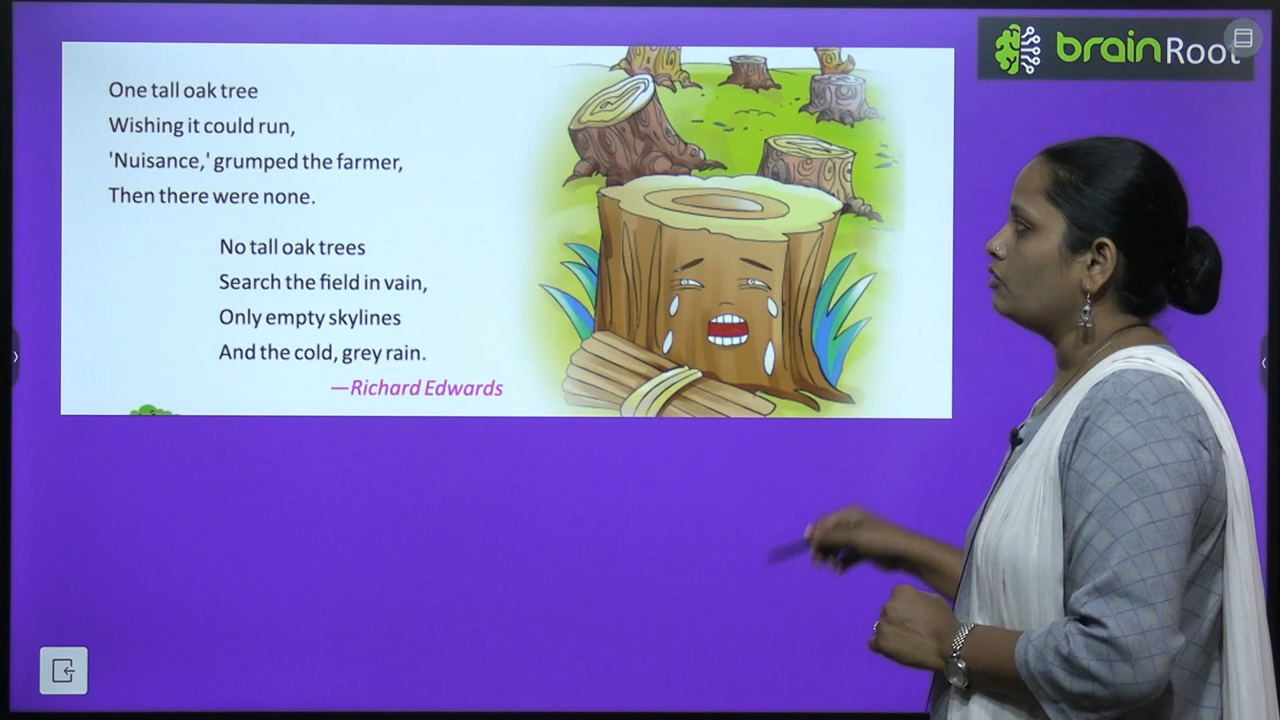 One tall oak tree
Wishing it could run,
'Nuisance,' grumped the farmer,
Then there were none.
No tall oak trees
Search the field in vain,
Only empty skylines
And the cold, grey rain.
—Richard Edwards
brainRoot